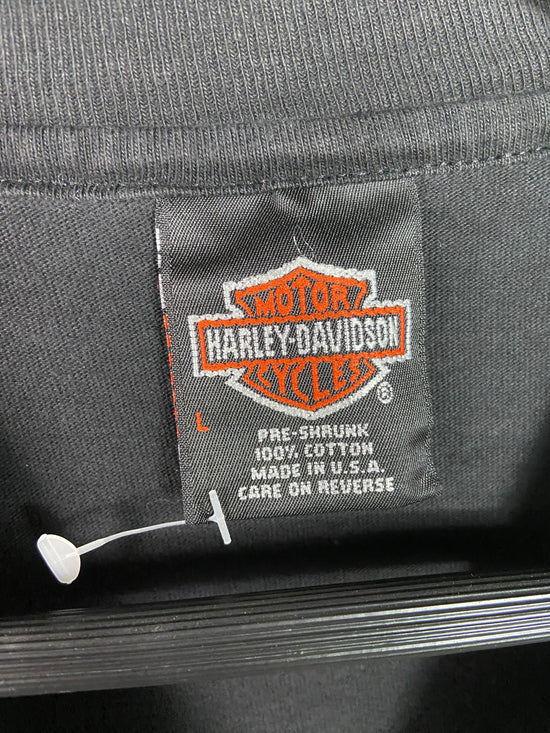 MOTOR
HARLEY-DAVIDSON
CYCLES
®
L
PRE-SHRUNK
100% COTTON
MADE IN U.S.A.
CARE ON REVERSE